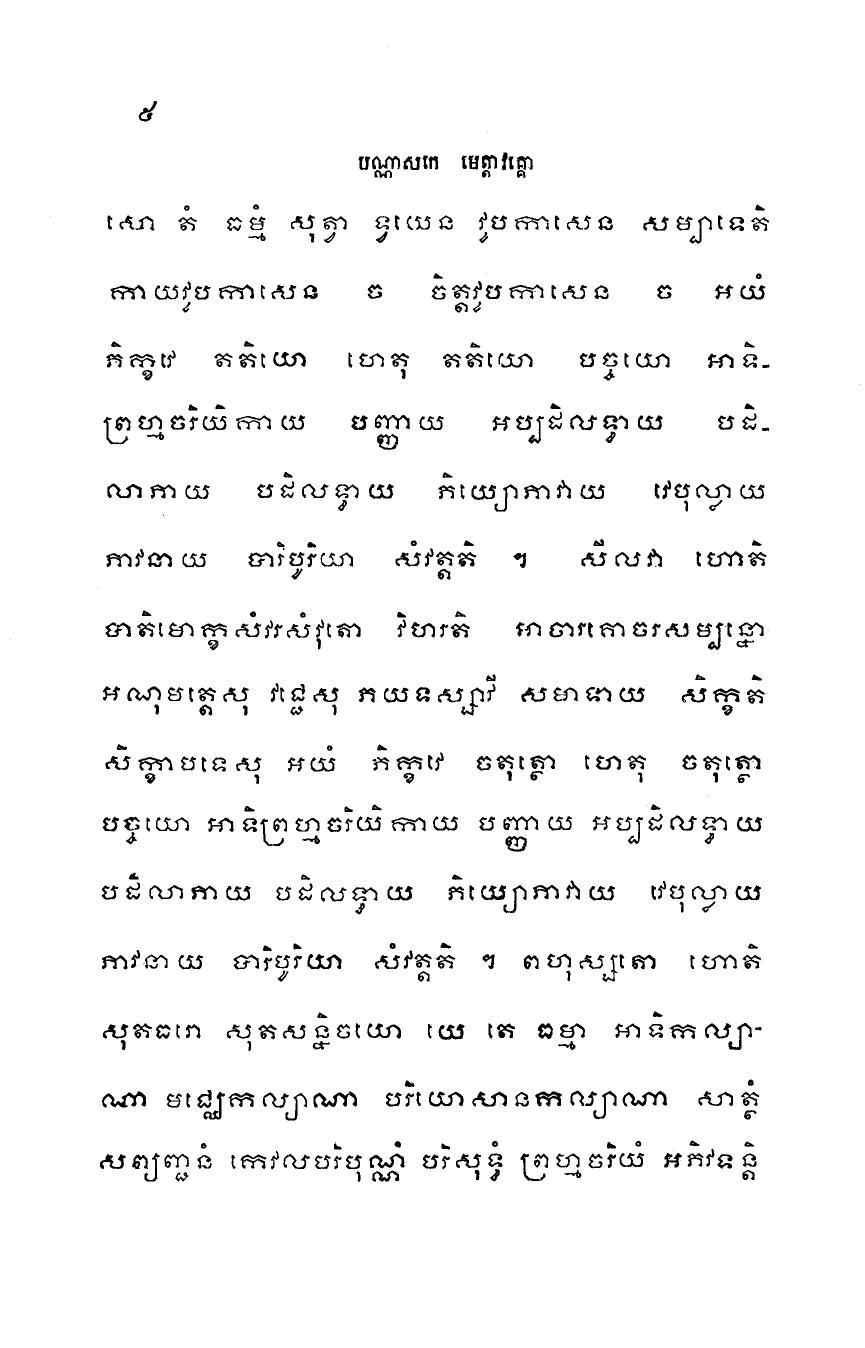 ៥
បណ្ណាសកេ មេត្តាវគ្គោ
សោ តំ ធម្មំ សុត្វា ទ្វយេន វូបកាសេន សម្បាទេតិ
កាយវូបកាសេន ច ចិត្តវូបកាសេន ច អយំ
ភិក្ខវេ តតិយោ ហេតុ តតិយោ បច្ចយោ អាទិ-
ព្រហ្មចរិយិកាយ បញ្ញាយ អប្បដិលទ្ធាយ បដិ-
លាភាយ បដិលទ្ធាយ ភិយ្យោភាវាយ វេបុល្លាយ
ភាវនាយ បារិបូរិយា សំវត្តតិ ។ សីលវា ហោតិ
បាតិមោក្ខសំវរសំវុតោ វិហរតិ អាចារគោចរសម្បន្នោ
អណុមត្តេសុ វជ្ជេសុ ភយទស្សាវី សមាទាយ សិក្ខតិ
សិក្ខាបទេសុ អយំ ភិក្ខវេ ចតុត្ថោ ហេតុ ចតុត្ថោ
បច្ចយោ អាទិព្រហ្មចរិយិកាយ បញ្ញាយ អប្បដិលទ្ធាយ
បដិលាភាយ បដិលទ្ធាយ ភិយ្យោភាវាយ វេបុល្លាយ
ភាវនាយ បារិបូរិយា សំវត្តតិ ។ ពហុស្សុតោ ហោតិ
សុតធរោ សុតសន្និចយោ យេ តេ ធម្មា អាទិកល្យា-
ណា មជ្ឈេកល្យាណា បរិយោសានកល្យាណា សាត្ថំ
សព្យញ្ជនំ កេវលបរិបុណ្ណំ បរិសុទ្ធំ ព្រហ្មចរិយំ អភិវទន្តិ